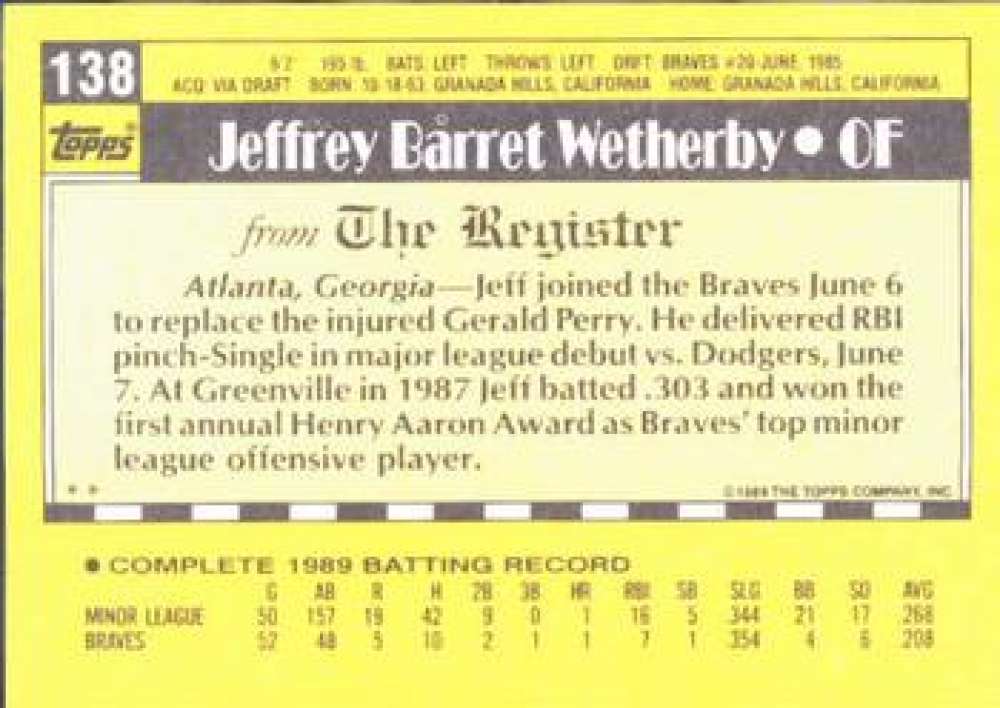 138
6'2" 195 lb. BATS: LEFT THROWS: LEFT DRFT: BRAVES #20-JUNE, 1985
ACQ: VIA DRAFT BORN: 10-18-63, GRANADA HILLS, CALIFORNIA HOME: GRANADA HILLS, CALIFORNIA
Topps®
Jeffrey Barret Wetherby • OF
from The Register
Atlanta, Georgia—Jeff joined the Braves June 6
to replace the injured Gerald Perry. He delivered RBI
pinch-Single in major league debut vs. Dodgers, June
7. At Greenville in 1987 Jeff batted .303 and won the
first annual Henry Aaron Award as Braves' top minor
league offensive player.
* * © 1989 THE TOPPS COMPANY, INC.
• COMPLETE 1989 BATTING RECORD
G AB R H 2B 3B HR RBI SB SLG BB SO AVG
MINOR LEAGUE 50 157 19 42 9 0 1 16 5 .344 21 17 .268
BRAVES 52 48 5 10 2 1 1 7 1 .354 4 6 .208